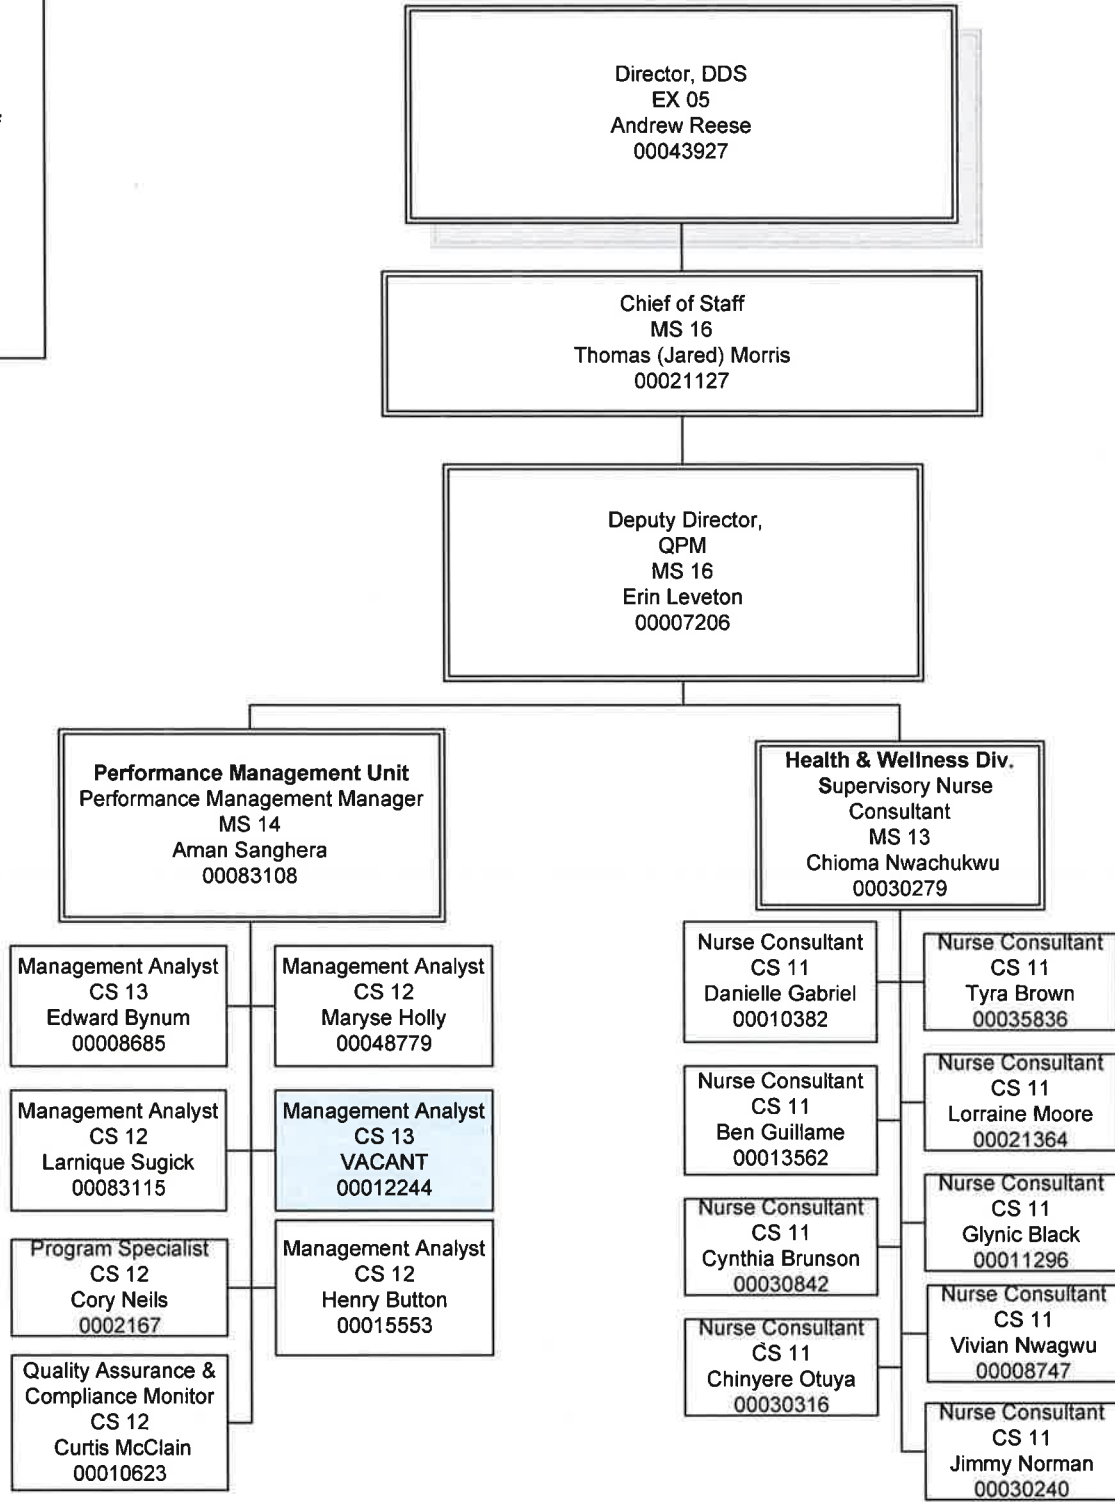 Director, DDS
EX 05
Andrew Reese
00043927
Chief of Staff
MS 16
Thomas (Jared) Morris
00021127
Deputy Director,
QPM
MS 16
Erin Leveton
00007206
Performance Management Unit
Performance Management Manager
MS 14
Aman Sanghera
00083108
Management Analyst
CS 13
Edward Bynum
00008685
Management Analyst
CS 12
Maryse Holly
00048779
Management Analyst
CS 12
Larnique Sugick
00083115
Management Analyst
CS 13
VACANT
00012244
Program Specialist
CS 12
Cory Neils
0002167
Management Analyst
CS 12
Henry Button
00015553
Quality Assurance &
Compliance Monitor
CS 12
Curtis McClain
00010623
Health & Wellness Div.
Supervisory Nurse
Consultant
MS 13
Chioma Nwachukwu
00030279
Nurse Consultant
CS 11
Danielle Gabriel
00010382
Nurse Consultant
CS 11
Tyra Brown
00035836
Nurse Consultant
CS 11
Ben Guillame
00013562
Nurse Consultant
CS 11
Lorraine Moore
00021364
Nurse Consultant
CS 11
Cynthia Brunson
00030842
Nurse Consultant
CS 11
Glynic Black
00011296
Nurse Consultant
CS 11
Chinyere Otuya
00030316
Nurse Consultant
CS 11
Vivian Nwagwu
00008747
Nurse Consultant
CS 11
Jimmy Norman
00030240